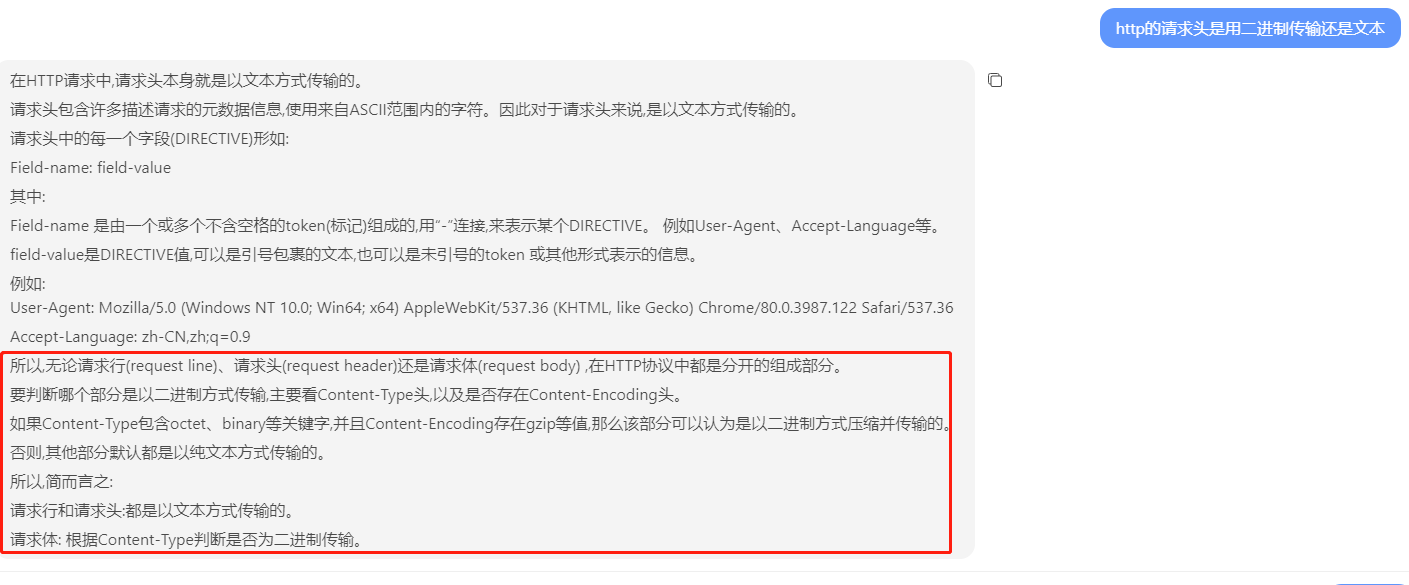 http的请求头是用二进制传输还是文本
在HTTP请求中,请求头本身就是以文本方式传输的。
请求头包含许多描述请求的元数据信息,使用来自ASCII范围内的字符。因此对于请求头来说,是以文本方式传输的。
请求头中的每一个字段(DIRECTIVE)形如:
Field-name: field-value
其中:
Field-name 是由一个或多个不含空格的token(标记)组成的,用“-”连接,来表示某个DIRECTIVE。 例如User-Agent、Accept-Language等。
field-value是DIRECTIVE值,可以是引号包裹的文本,也可以是未引号的token 或其他形式表示的信息。
例如:
User-Agent: Mozilla/5.0 (Windows NT 10.0; Win64; x64) AppleWebKit/537.36 (KHTML, like Gecko) Chrome/80.0.3987.122 Safari/537.36
Accept-Language: zh-CN,zh;q=0.9
所以,无论请求行(request line)、请求头(request header)还是请求体(request body) ,在HTTP协议中都是分开的组成部分。
要判断哪个部分是以二进制方式传输,主要看Content-Type头,以及是否存在Content-Encoding头。
如果Content-Type包含octet、binary等关键字,并且Content-Encoding存在gzip等值,那么该部分可以认为是以二进制方式压缩并传输的。
否则,其他部分默认都是以纯文本方式传输的。
所以,简而言之:
请求行和请求头:都是以文本方式传输的。
请求体: 根据Content-Type判断是否为二进制传输。